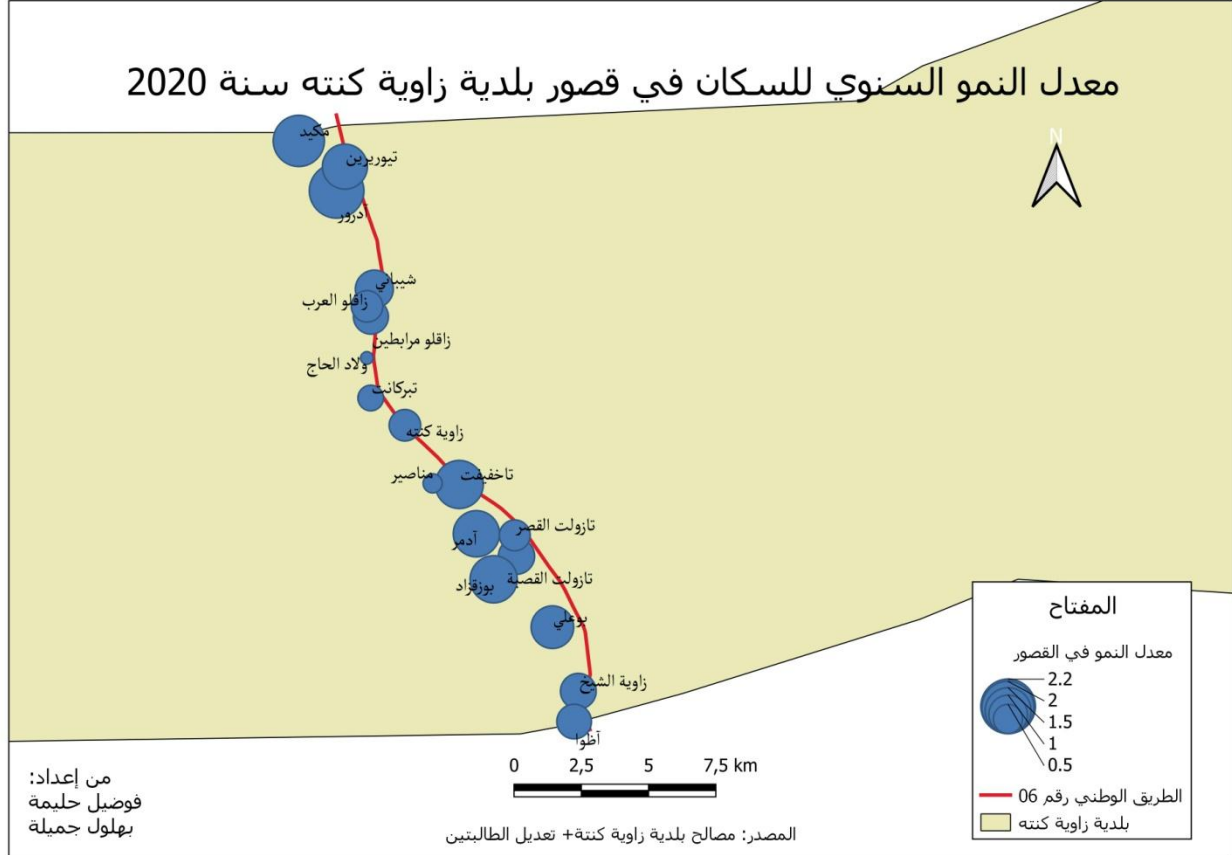 معدل النمو السنوي للسكان في قصور بلدية زاوية كنته سنة 2020
N
مكيد
تيوريرين
أدرور
شيباني
زاقلو العرب
زاقلو مرابطين
ولاد الحاج
تبركانت
زاوية كنته
تاخفيفت
مناصير
تازولت القصر
آدمر
تازولت القصبة
بوزقزاد
بوعلي
زاوية الشيخ
آظوا
المفتاح
معدل النمو في القصور
2.2
2
1.5
1
0.5
الطريق الوطني رقم 06
بلدية زاوية كنته
0 2,5 5 7,5 km
من إعداد:
فوضيل حليمة
بهلول جميلة
المصدر: مصالح بلدية زاوية كنتة+ تعديل الطالبتين